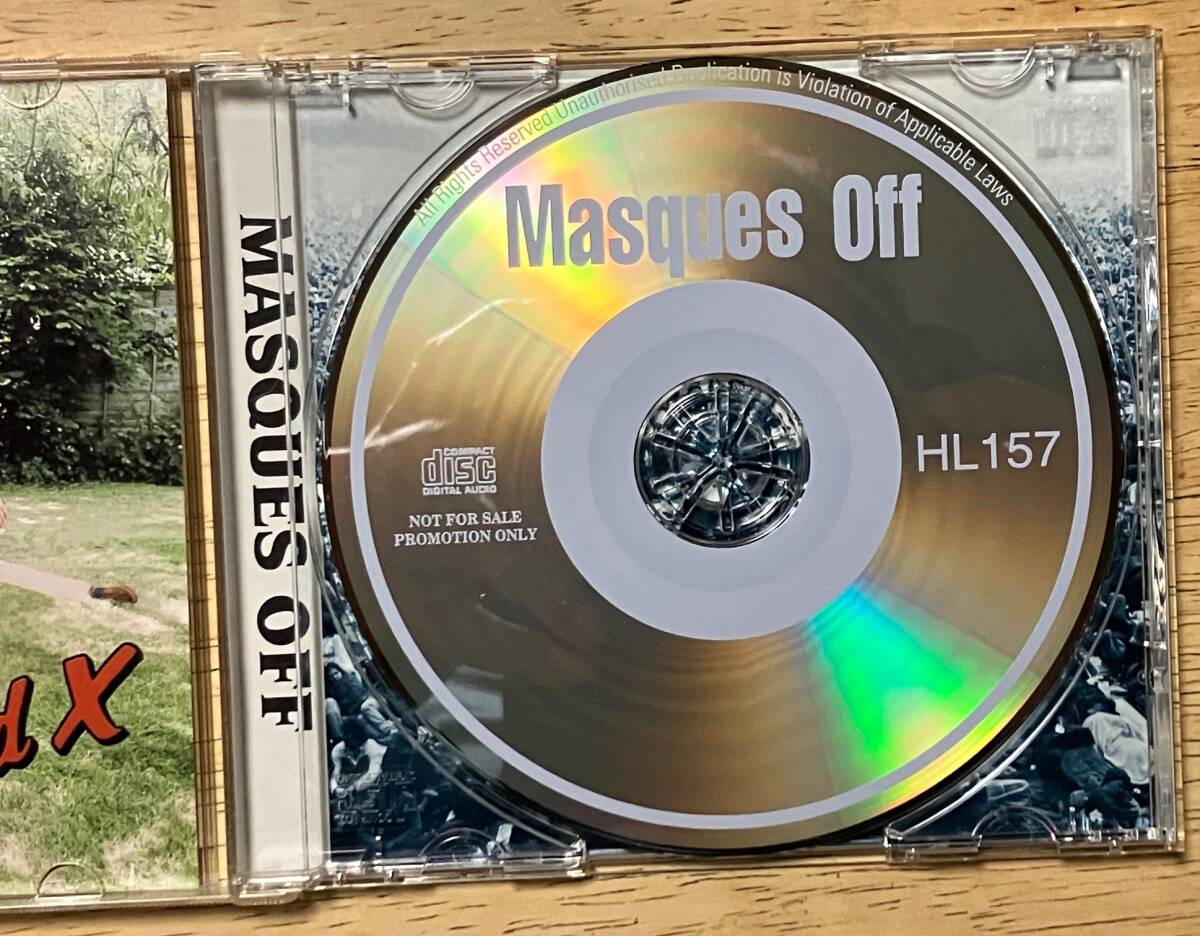 All Rights Reserved Unauthorised Duplication is Violation of Applicable Laws
Masques Off
HL157
COMPACT
disc
DIGITAL AUDIO
NOT FOR SALE
PROMOTION ONLY
MASQUES OFF
d X